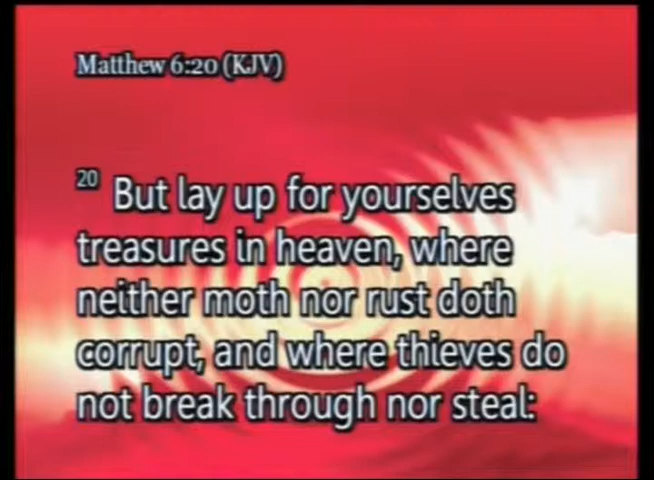 Matthew 6:20 (KJV)
20 But lay up for yourselves
treasures in heaven, where
neither moth nor rust doth
corrupt, and where thieves do
not break through nor steal: